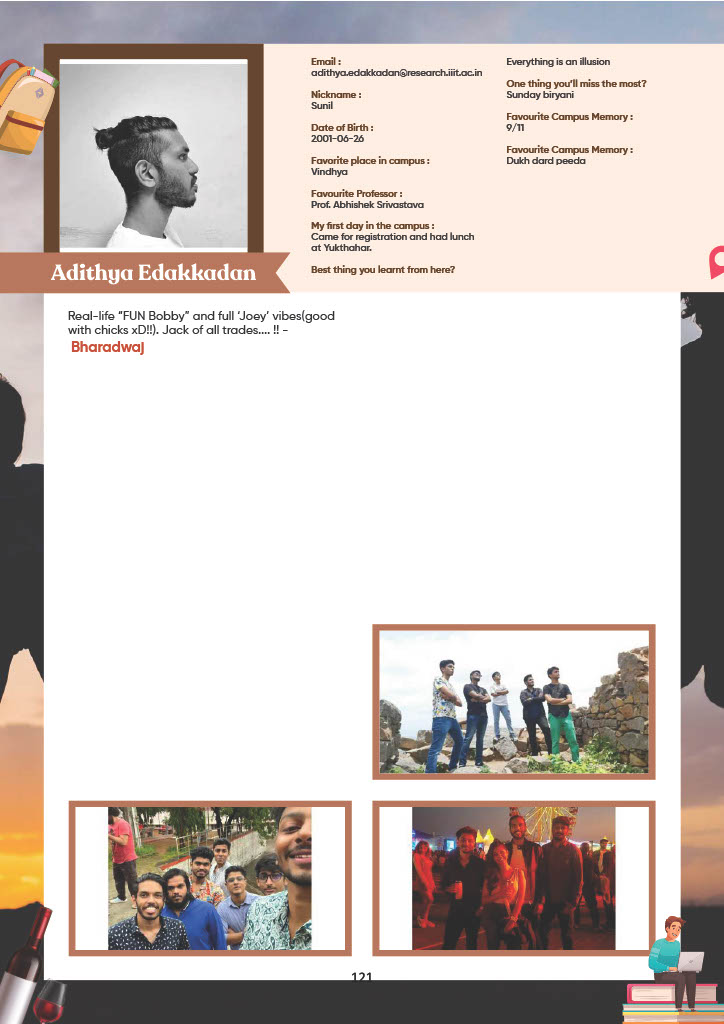 Email :
adithya.edakkadan@research.iiit.ac.in
Nickname :
Sunil
Date of Birth :
2001-06-26
Favorite place in campus :
Vindhya
Favourite Professor :
Prof. Abhishek Srivastava
My first day in the campus :
Came for registration and had lunch
at Yukthahar.
Best thing you learnt from here?
Everything is an illusion
One thing you'll miss the most?
Sunday biryani
Favourite Campus Memory :
9/11
Favourite Campus Memory :
Dukh dard peeda
Adithya Edakkadan
Real-life “FUN Bobby” and full ‘Joey’ vibes(good
with chicks xD!!). Jack of all trades.... !! -
Bharadwaj
121